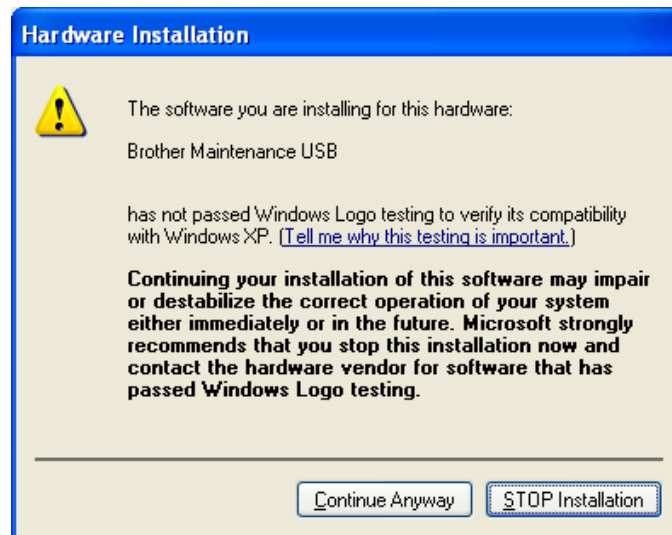 Hardware Installation
The software you are installing for this hardware:
Brother Maintenance USB
has not passed Windows Logo testing to verify its compatibility
with Windows XP. (Tell me why this testing is important.)
Continuing your installation of this software may impair
or destabilize the correct operation of your system
either immediately or in the future. Microsoft strongly
recommends that you stop this installation now and
contact the hardware vendor for software that has
passed Windows Logo testing.
Continue Anyway STOP Installation